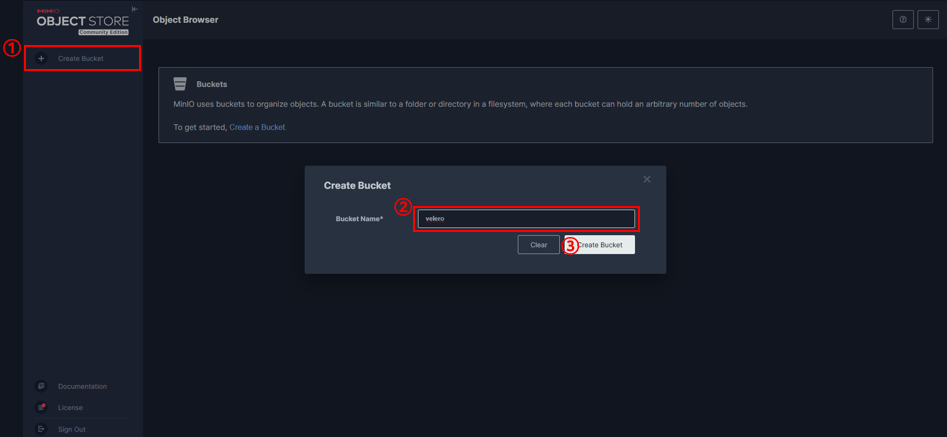 MINIO
OBJECT STORE
Community Edition
Object Browser
①
Create Bucket
Buckets
MinIO uses buckets to organize objects. A bucket is similar to a folder or directory in a filesystem, where each bucket can hold an arbitrary number of objects.
To get started, Create a Bucket.
Create Bucket
②
Bucket Name*
velero
Clear
③
Create Bucket
Documentation
License
Sign Out